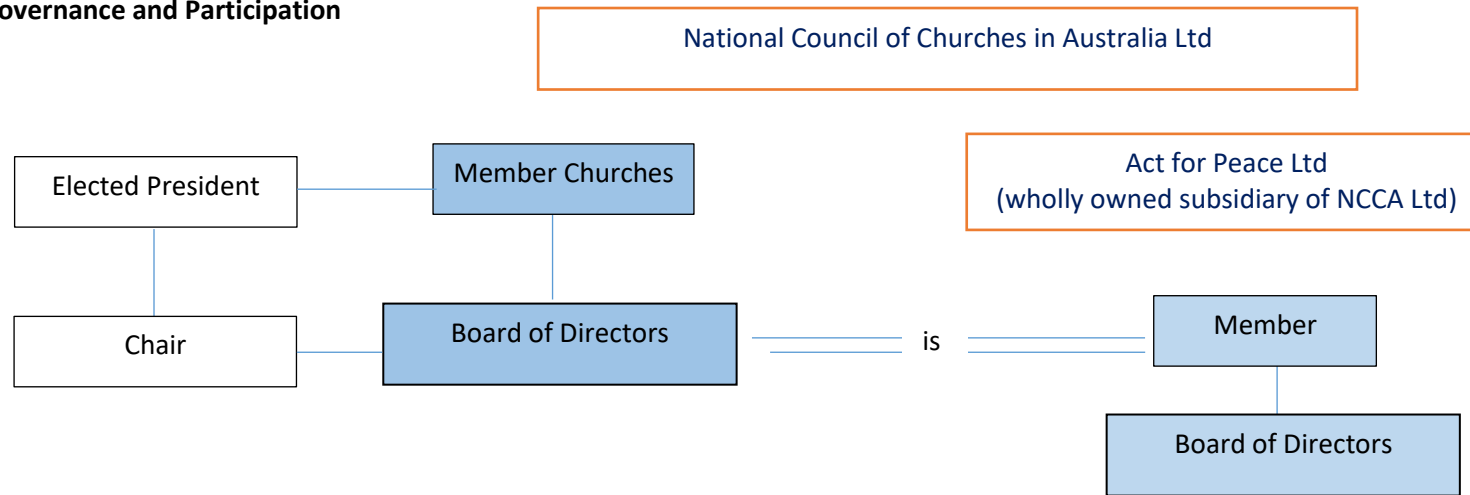 overnance and Participation
National Council of Churches in Australia Ltd
Act for Peace Ltd
(wholly owned subsidiary of NCCA Ltd)
Elected President
Member Churches
Chair
Board of Directors
is
Member
Board of Directors